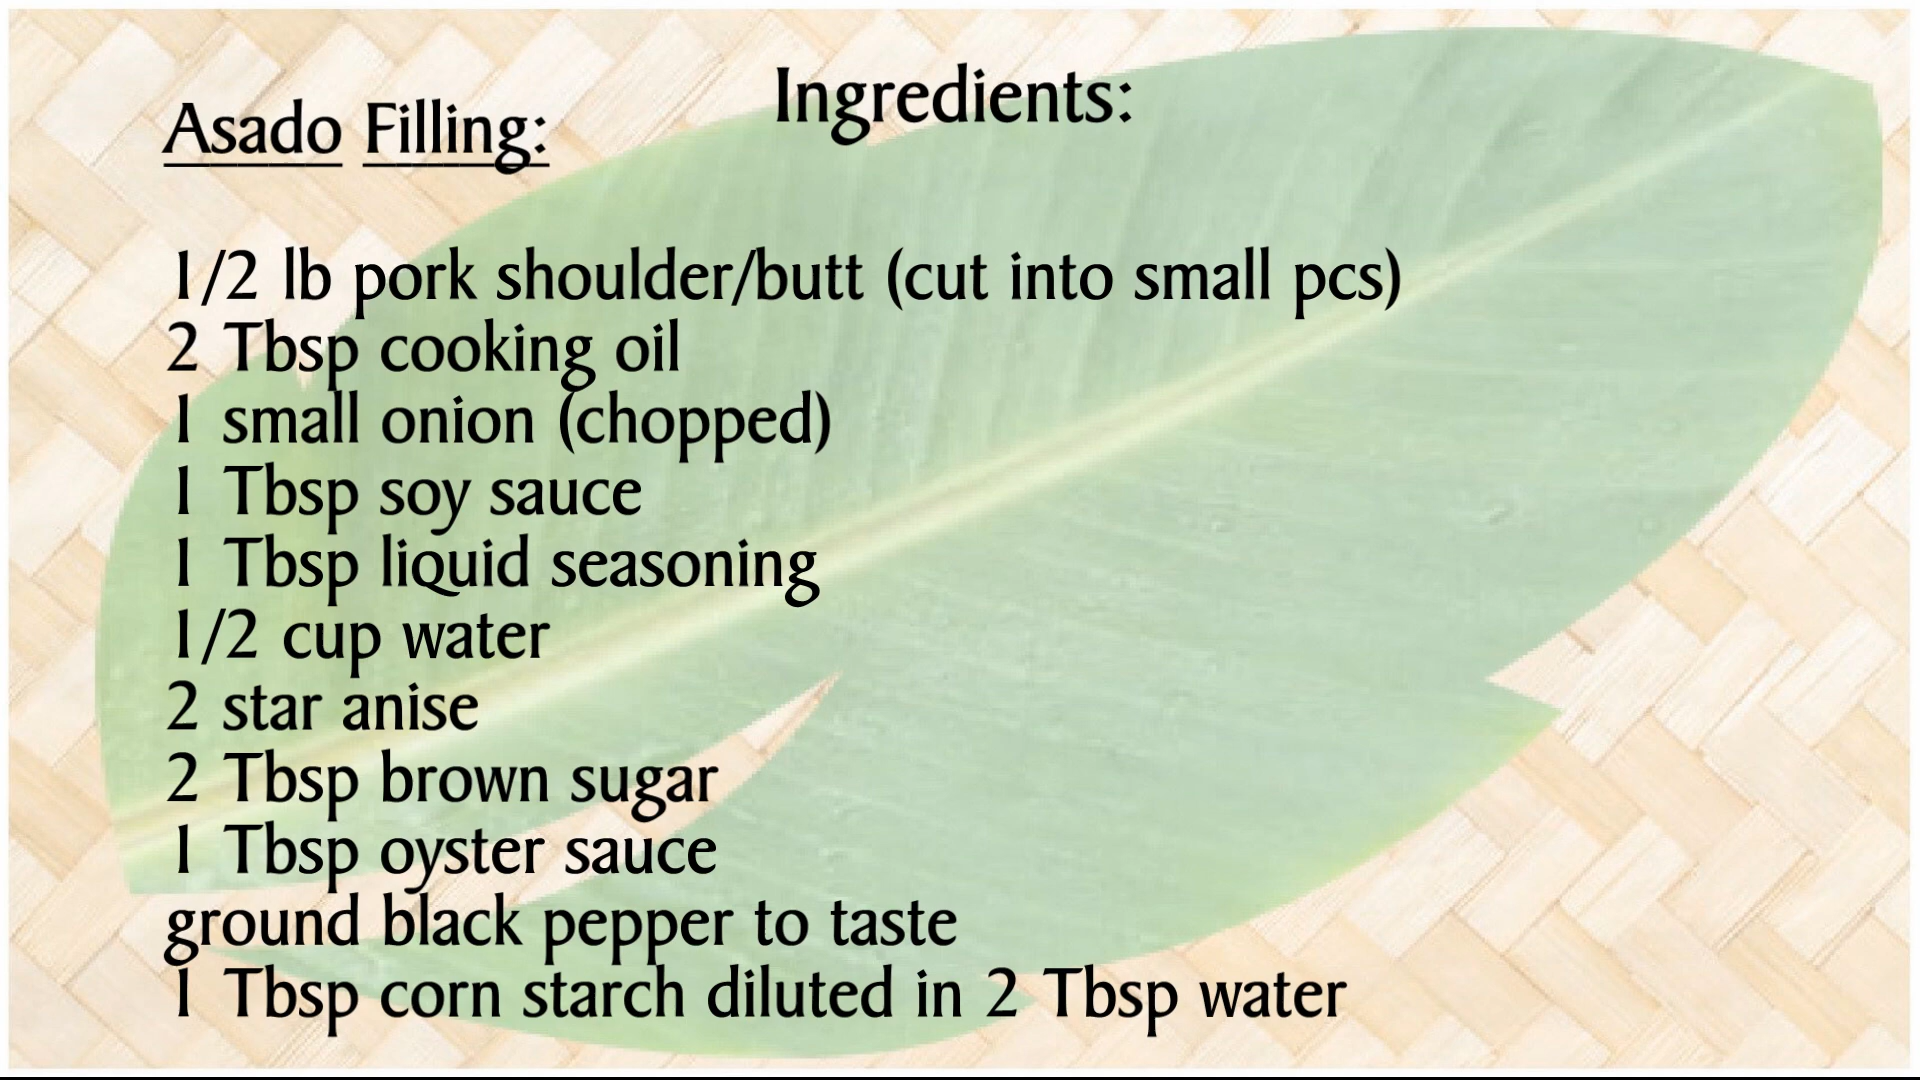 Ingredients:
Asado Filling:
1/2 lb pork shoulder/butt (cut into small pcs)
2 Tbsp cooking oil
1 small onion (chopped)
1 Tbsp soy sauce
1 Tbsp liquid seasoning
1/2 cup water
2 star anise
2 Tbsp brown sugar
1 Tbsp oyster sauce
ground black pepper to taste
1 Tbsp corn starch diluted in 2 Tbsp water